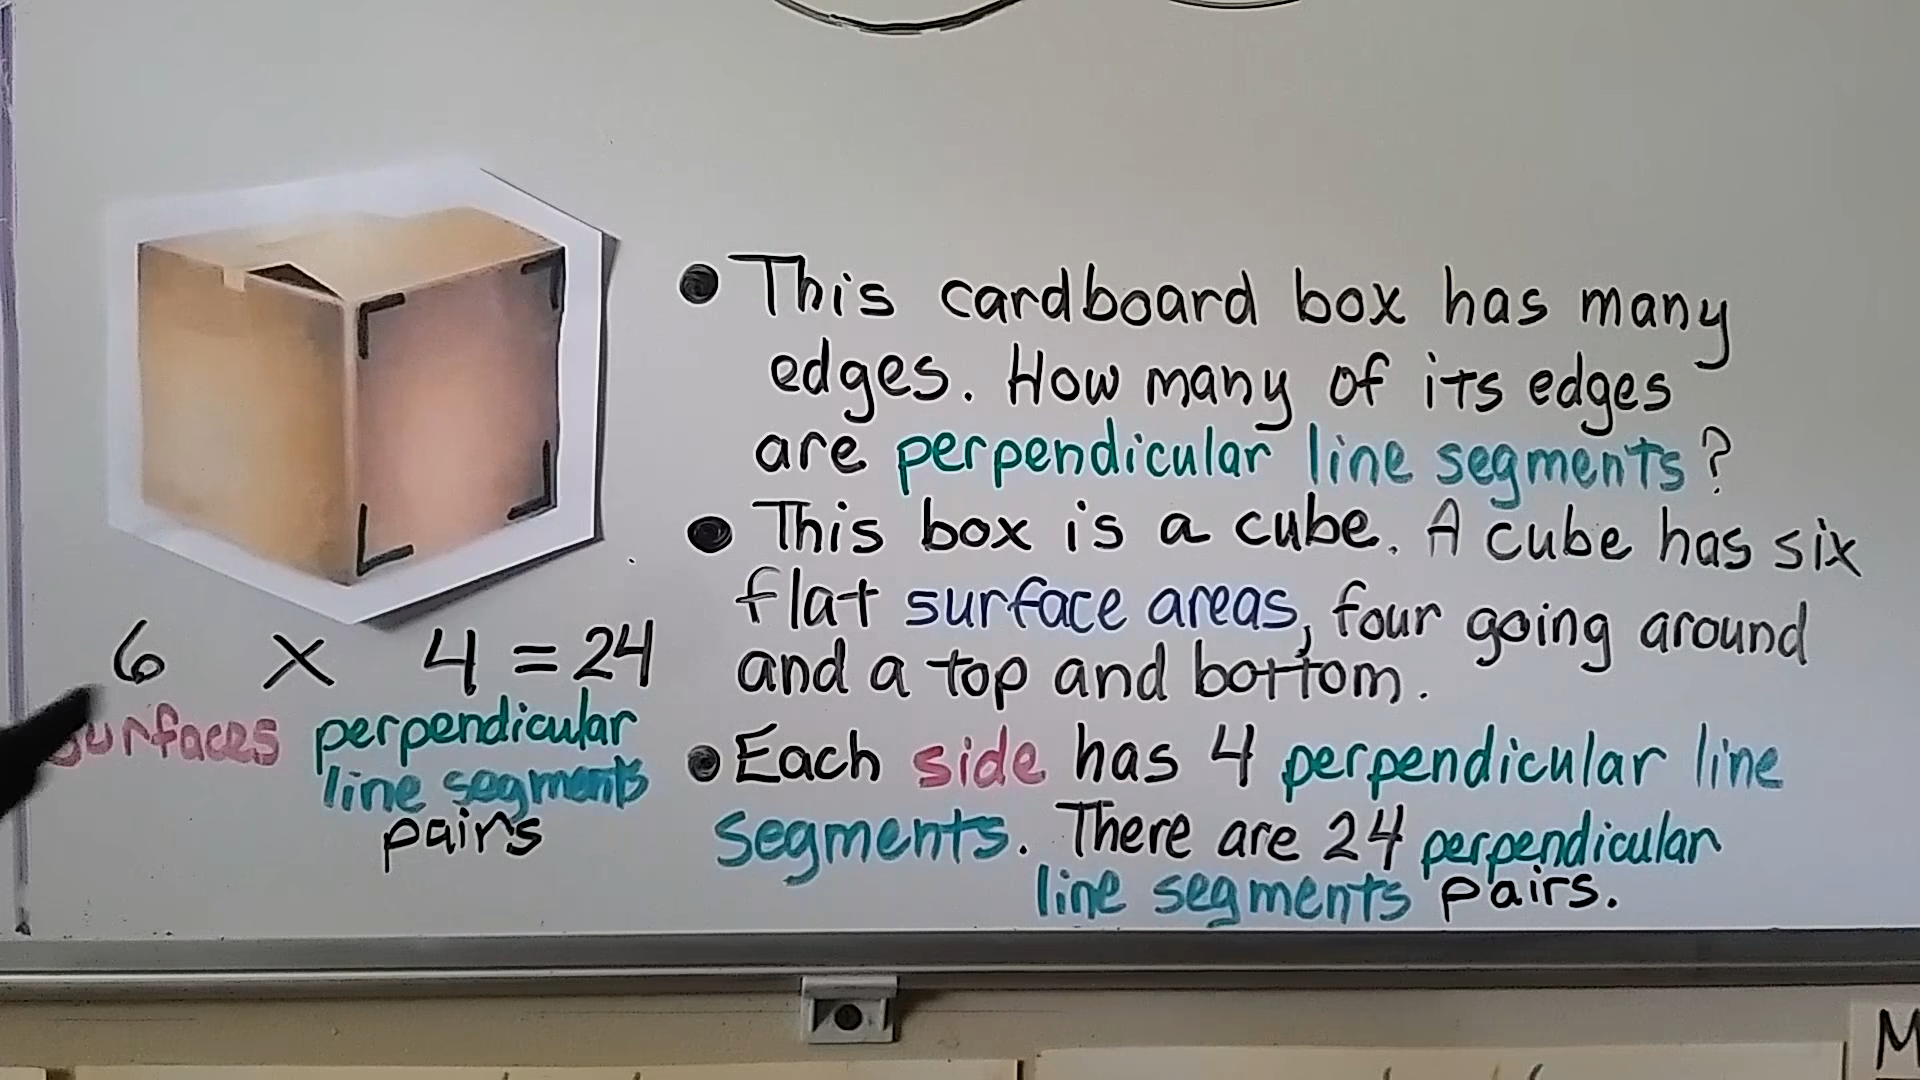 • This cardboard box has many
edges. How many of its edges
are perpendicular line segments?
• This box is a cube. A cube has six
flat surface areas, four going around
and a top and bottom.
• Each side has 4 perpendicular line
segments. There are 24 perpendicular
line segments pairs.
6 x 4 = 24
surfaces perpendicular
line segments
pairs
M